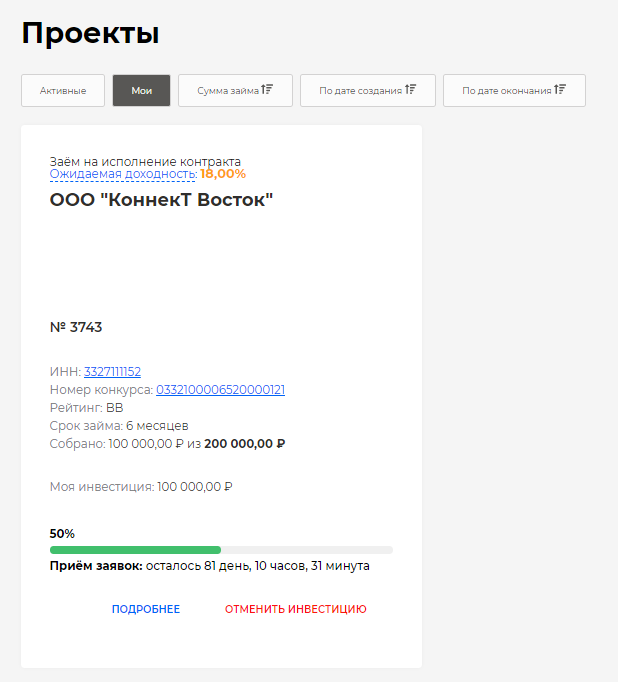 Проекты
Активные
Мои
Сумма займа
По дате создания
По дате окончания
Заём на исполнение контракта
Ожидаемая доходность: 18,00%
ООО "КоннекТ Восток"
№ 3743
ИНН: 3327111152
Номер конкурса: 0332100006520000121
Рейтинг: BB
Срок займа: 6 месяцев
Собрано: 100 000,00 ₽ из 200 000,00 ₽
Моя инвестиция: 100 000,00 ₽
50%
Приём заявок: осталось 81 день, 10 часов, 31 минута
ПОДРОБНЕЕ
ОТМЕНИТЬ ИНВЕСТИЦИЮ